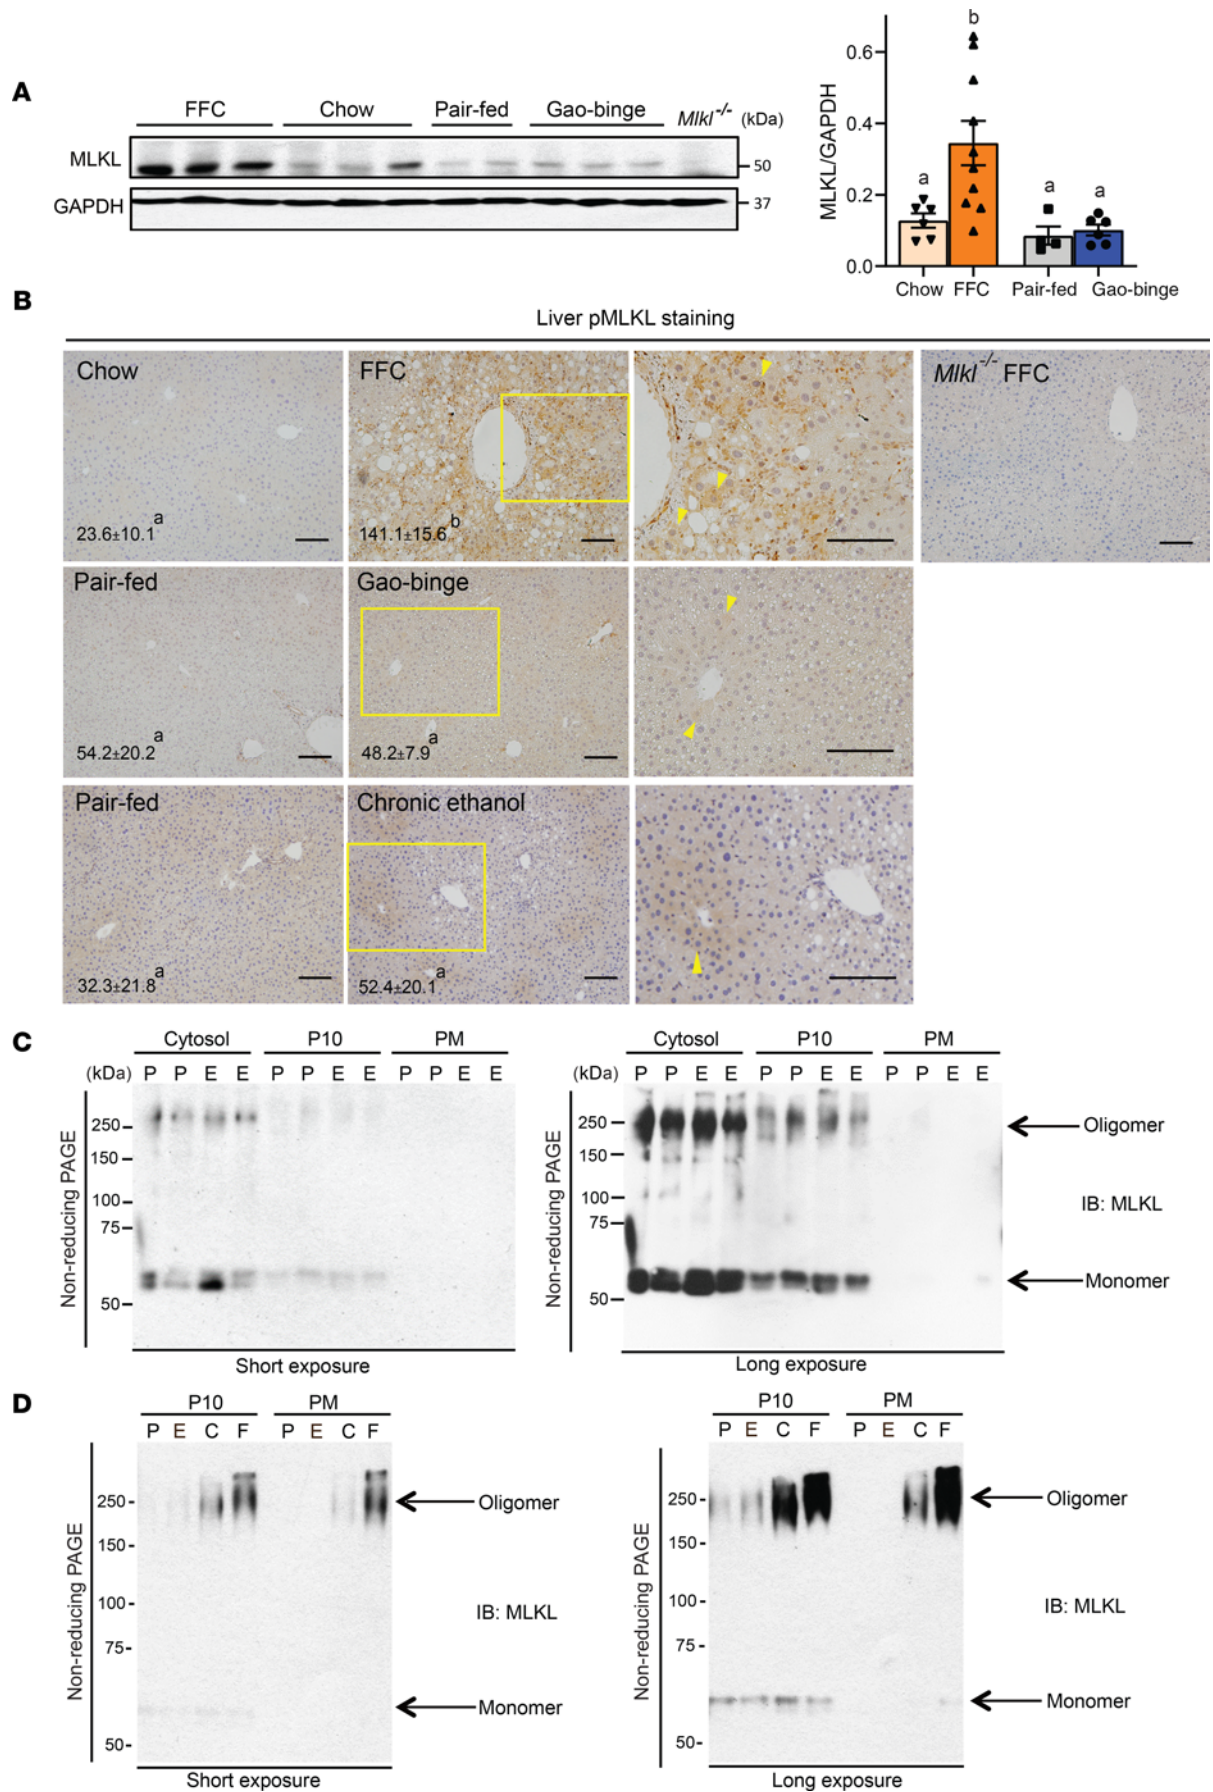 A
FFC Chow Pair-fed Gao-binge Mlkl-/- (kDa)
MLKL
50
GAPDH
37
MLKL/GAPDH
0.6
0.4
0.2
0.0
a b a a
Chow FFC Pair-fed Gao-binge
B
Liver pMLKL staining
Chow FFC Mlkl-/- FFC
23.6±10.1a 141.1±15.6b
Pair-fed Gao-binge
54.2±20.2a 48.2±7.9a
Pair-fed Chronic ethanol
32.3±21.8a 52.4±20.1a
C
Cytosol P10 PM
(kDa) P P E E P P E E P P E E
250
150
100
75
50
Non-reducing PAGE
Short exposure
Cytosol P10 PM
(kDa) P P E E P P E E P P E E
250
150
100
75
50
Non-reducing PAGE
Oligomer
IB: MLKL
Monomer
Long exposure
D
P10 PM
P E C F P E C F
250
150
100
75
50
Non-reducing PAGE
Oligomer
IB: MLKL
Monomer
Short exposure
P10 PM
P E C F P E C F
250
150
100
75
50
Non-reducing PAGE
Oligomer
IB: MLKL
Monomer
Long exposure